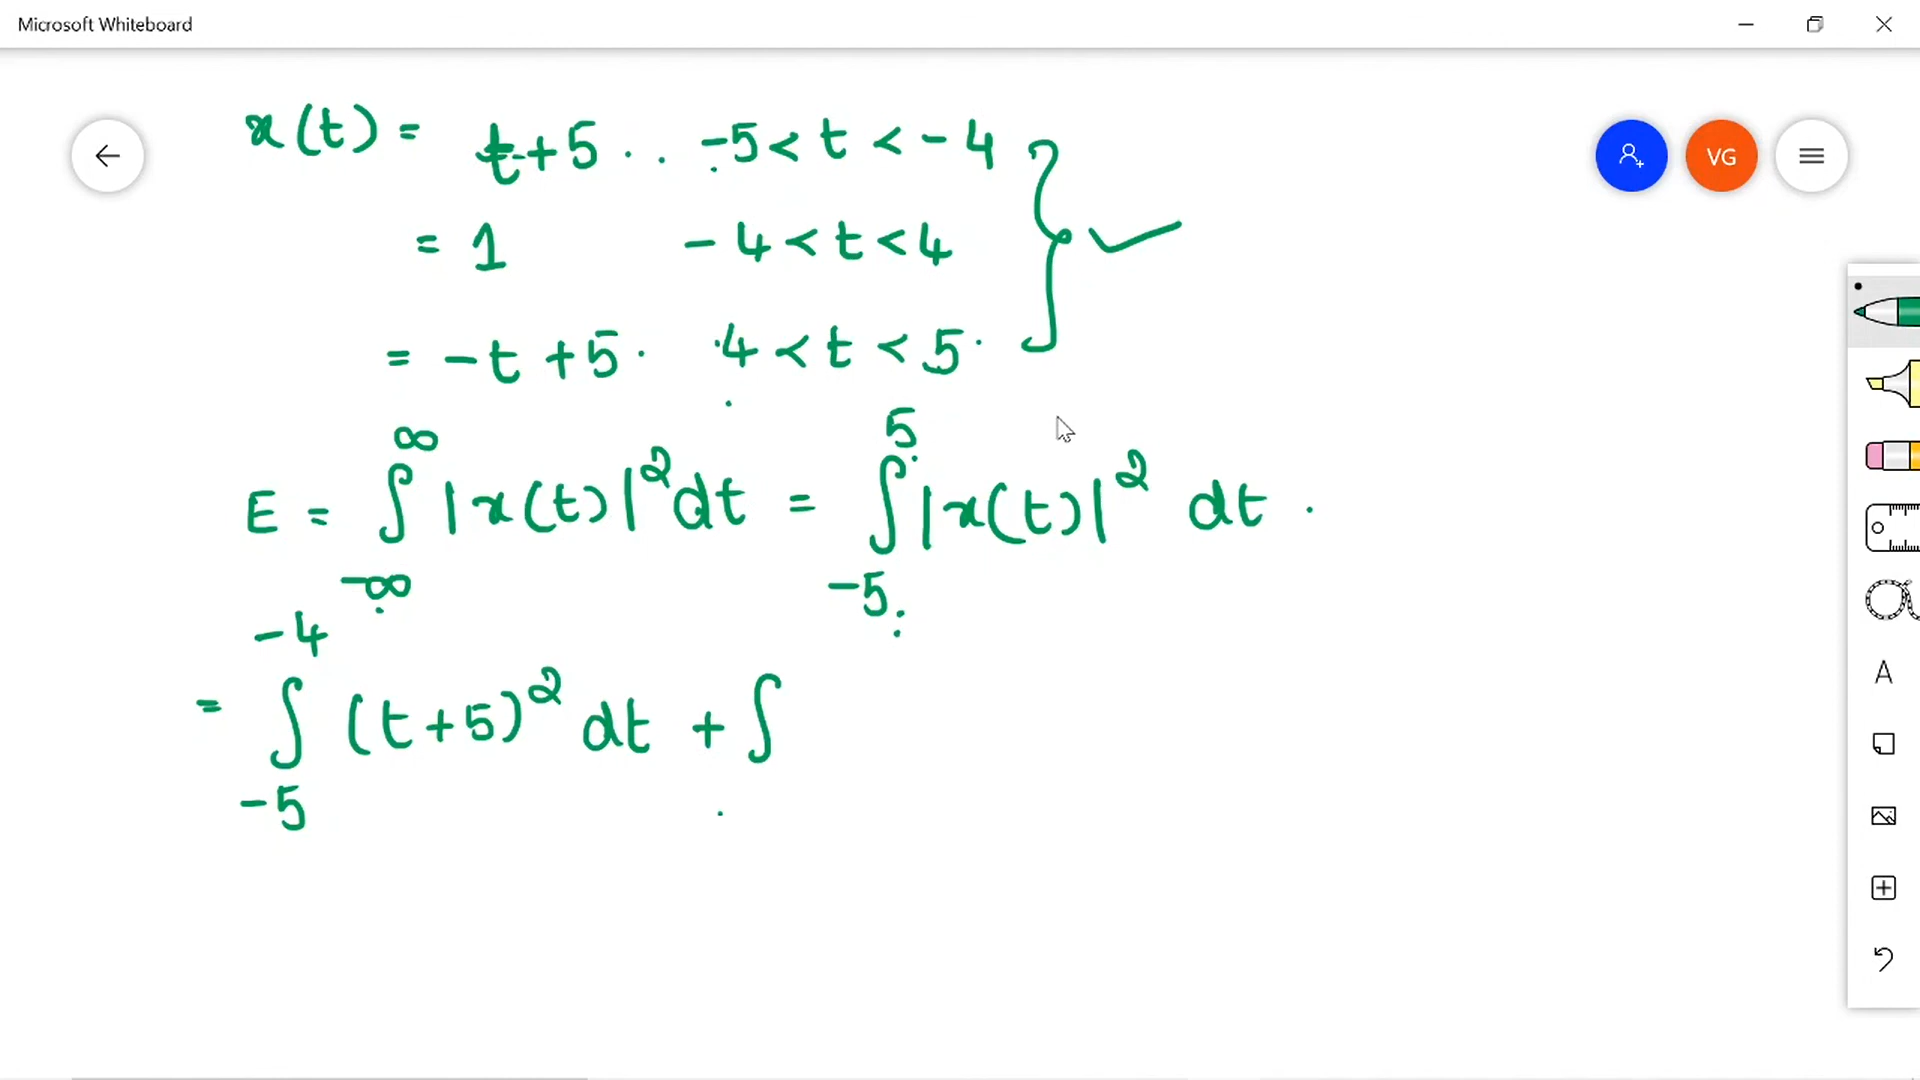 Microsoft Whiteboard
x(t) = t+5 .. -5 < t < -4
VG
= 1 -4 < t < 4
= -t +5. 4 < t < 5.
E = ∫_{-∞}^{∞} |x(t)|² dt = ∫_{-5}^{5} |x(t)|² dt .
= ∫_{-5}^{-4} (t+5)² dt + ∫
A